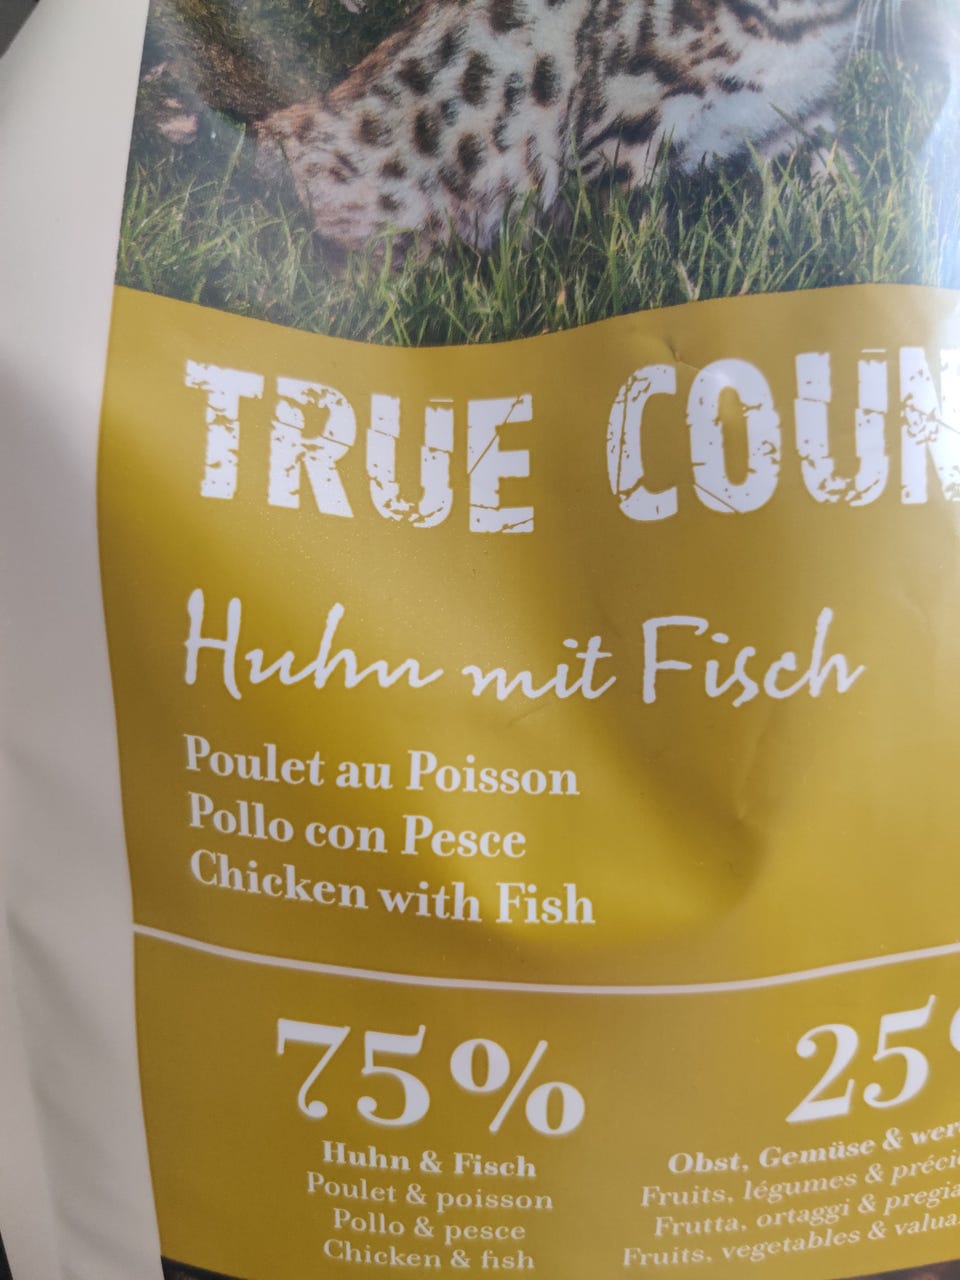 TRUE COUN
Huhn mit Fisch
Poulet au Poisson
Pollo con Pesce
Chicken with Fish
75%
Huhn & Fisch
Poulet & poisson
Pollo & pesce
Chicken & fish
25
Obst, Gemüse & wer
Fruits, légumes & préci
Frutta, ortaggi & pregia
Fruits, vegetables & valua